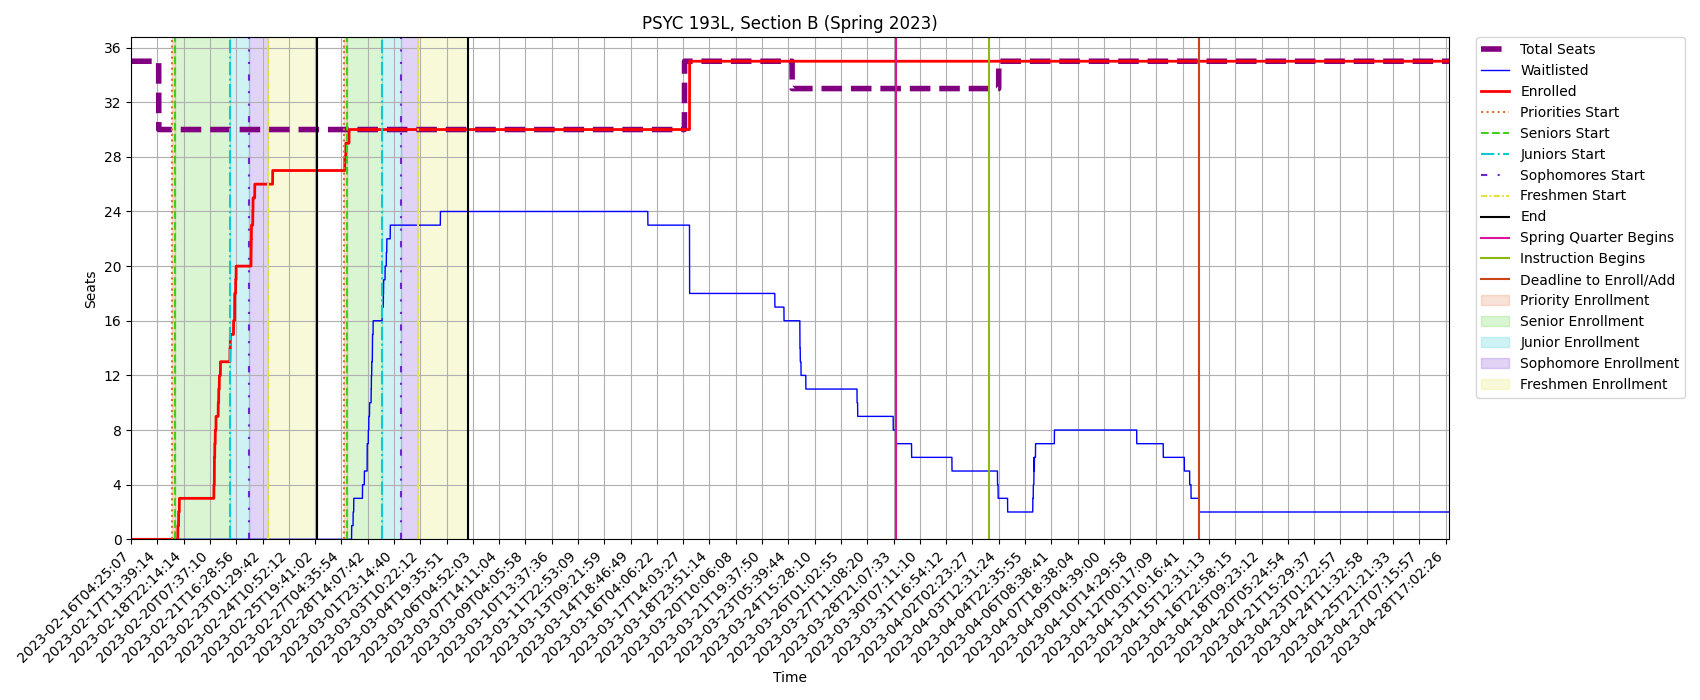 PSYC 193L, Section B (Spring 2023)
Seats
36
32
28
24
20
16
12
8
4
0
2023-02-16T04:25:07
2023-02-17T13:39:14
2023-02-18T22:14:14
2023-02-20T07:37:10
2023-02-21T16:28:56
2023-02-23T01:29:42
2023-02-24T10:52:12
2023-02-25T19:41:02
2023-02-27T04:35:54
2023-02-28T14:07:42
2023-03-01T23:14:40
2023-03-03T10:22:12
2023-03-04T19:35:51
2023-03-06T04:52:03
2023-03-07T14:11:04
2023-03-09T04:05:58
2023-03-10T13:37:36
2023-03-11T22:53:09
2023-03-13T09:21:59
2023-03-14T18:46:49
2023-03-16T04:06:22
2023-03-17T14:03:27
2023-03-18T23:51:14
2023-03-20T10:06:08
2023-03-21T19:37:50
2023-03-23T05:39:44
2023-03-24T15:28:10
2023-03-26T01:02:55
2023-03-27T11:08:20
2023-03-28T21:07:33
2023-03-30T07:11:10
2023-03-31T16:54:12
2023-04-02T02:23:27
2023-04-03T12:31:24
2023-04-04T22:35:55
2023-04-06T08:38:41
2023-04-07T18:38:04
2023-04-09T04:39:00
2023-04-10T14:29:58
2023-04-12T00:17:09
2023-04-13T10:16:41
2023-04-15T12:31:13
2023-04-16T22:58:15
2023-04-18T09:23:12
2023-04-20T05:24:54
2023-04-21T15:29:37
2023-04-23T01:22:57
2023-04-24T11:32:58
2023-04-25T21:21:33
2023-04-27T07:15:57
2023-04-28T17:02:26
Time
Total Seats
Waitlisted
Enrolled
Priorities Start
Seniors Start
Juniors Start
Sophomores Start
Freshmen Start
End
Spring Quarter Begins
Instruction Begins
Deadline to Enroll/Add
Priority Enrollment
Senior Enrollment
Junior Enrollment
Sophomore Enrollment
Freshmen Enrollment